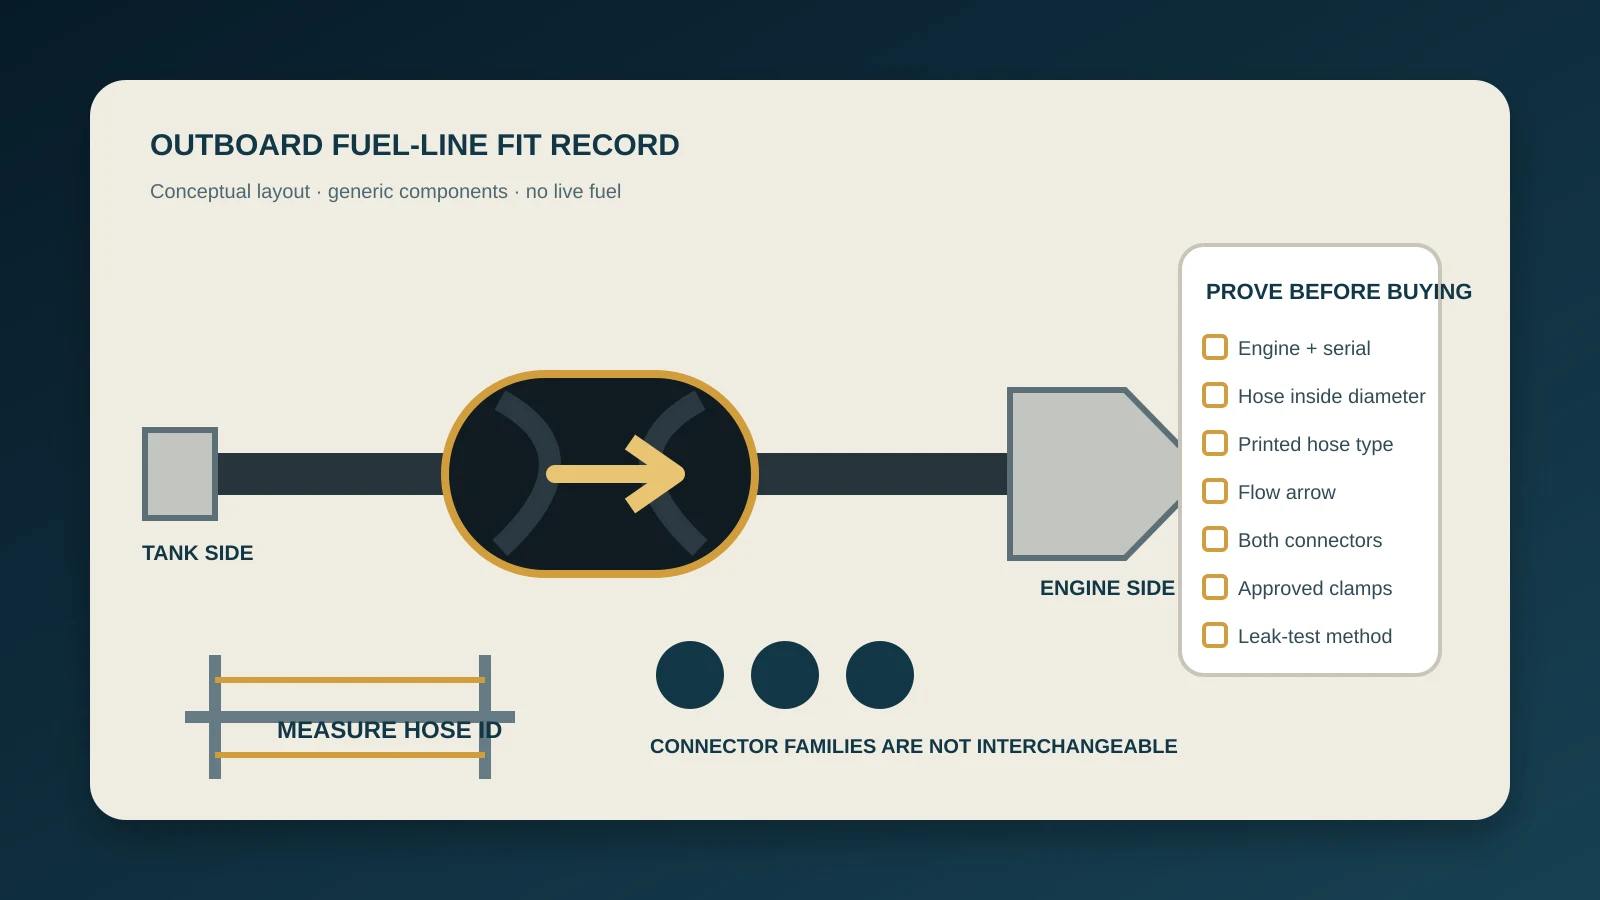 OUTBOARD FUEL-LINE FIT RECORD
Conceptual layout · generic components · no live fuel
PROVE BEFORE BUYING
Engine + serial
Hose inside diameter
Printed hose type
Flow arrow
Both connectors
Approved clamps
Leak-test method
TANK SIDE
ENGINE SIDE
MEASURE HOSE ID
CONNECTOR FAMILIES ARE NOT INTERCHANGEABLE